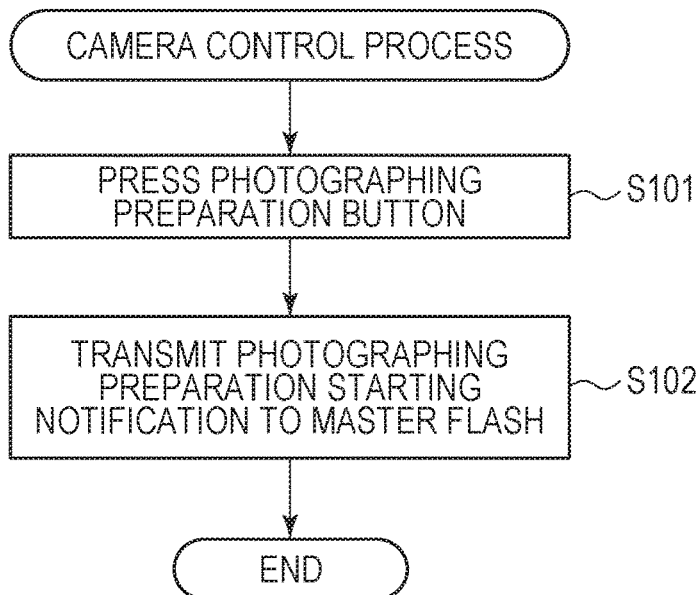 CAMERA CONTROL PROCESS
PRESS PHOTOGRAPHING
PREPARATION BUTTON
S101
TRANSMIT PHOTOGRAPHING
PREPARATION STARTING
NOTIFICATION TO MASTER FLASH
S102
END